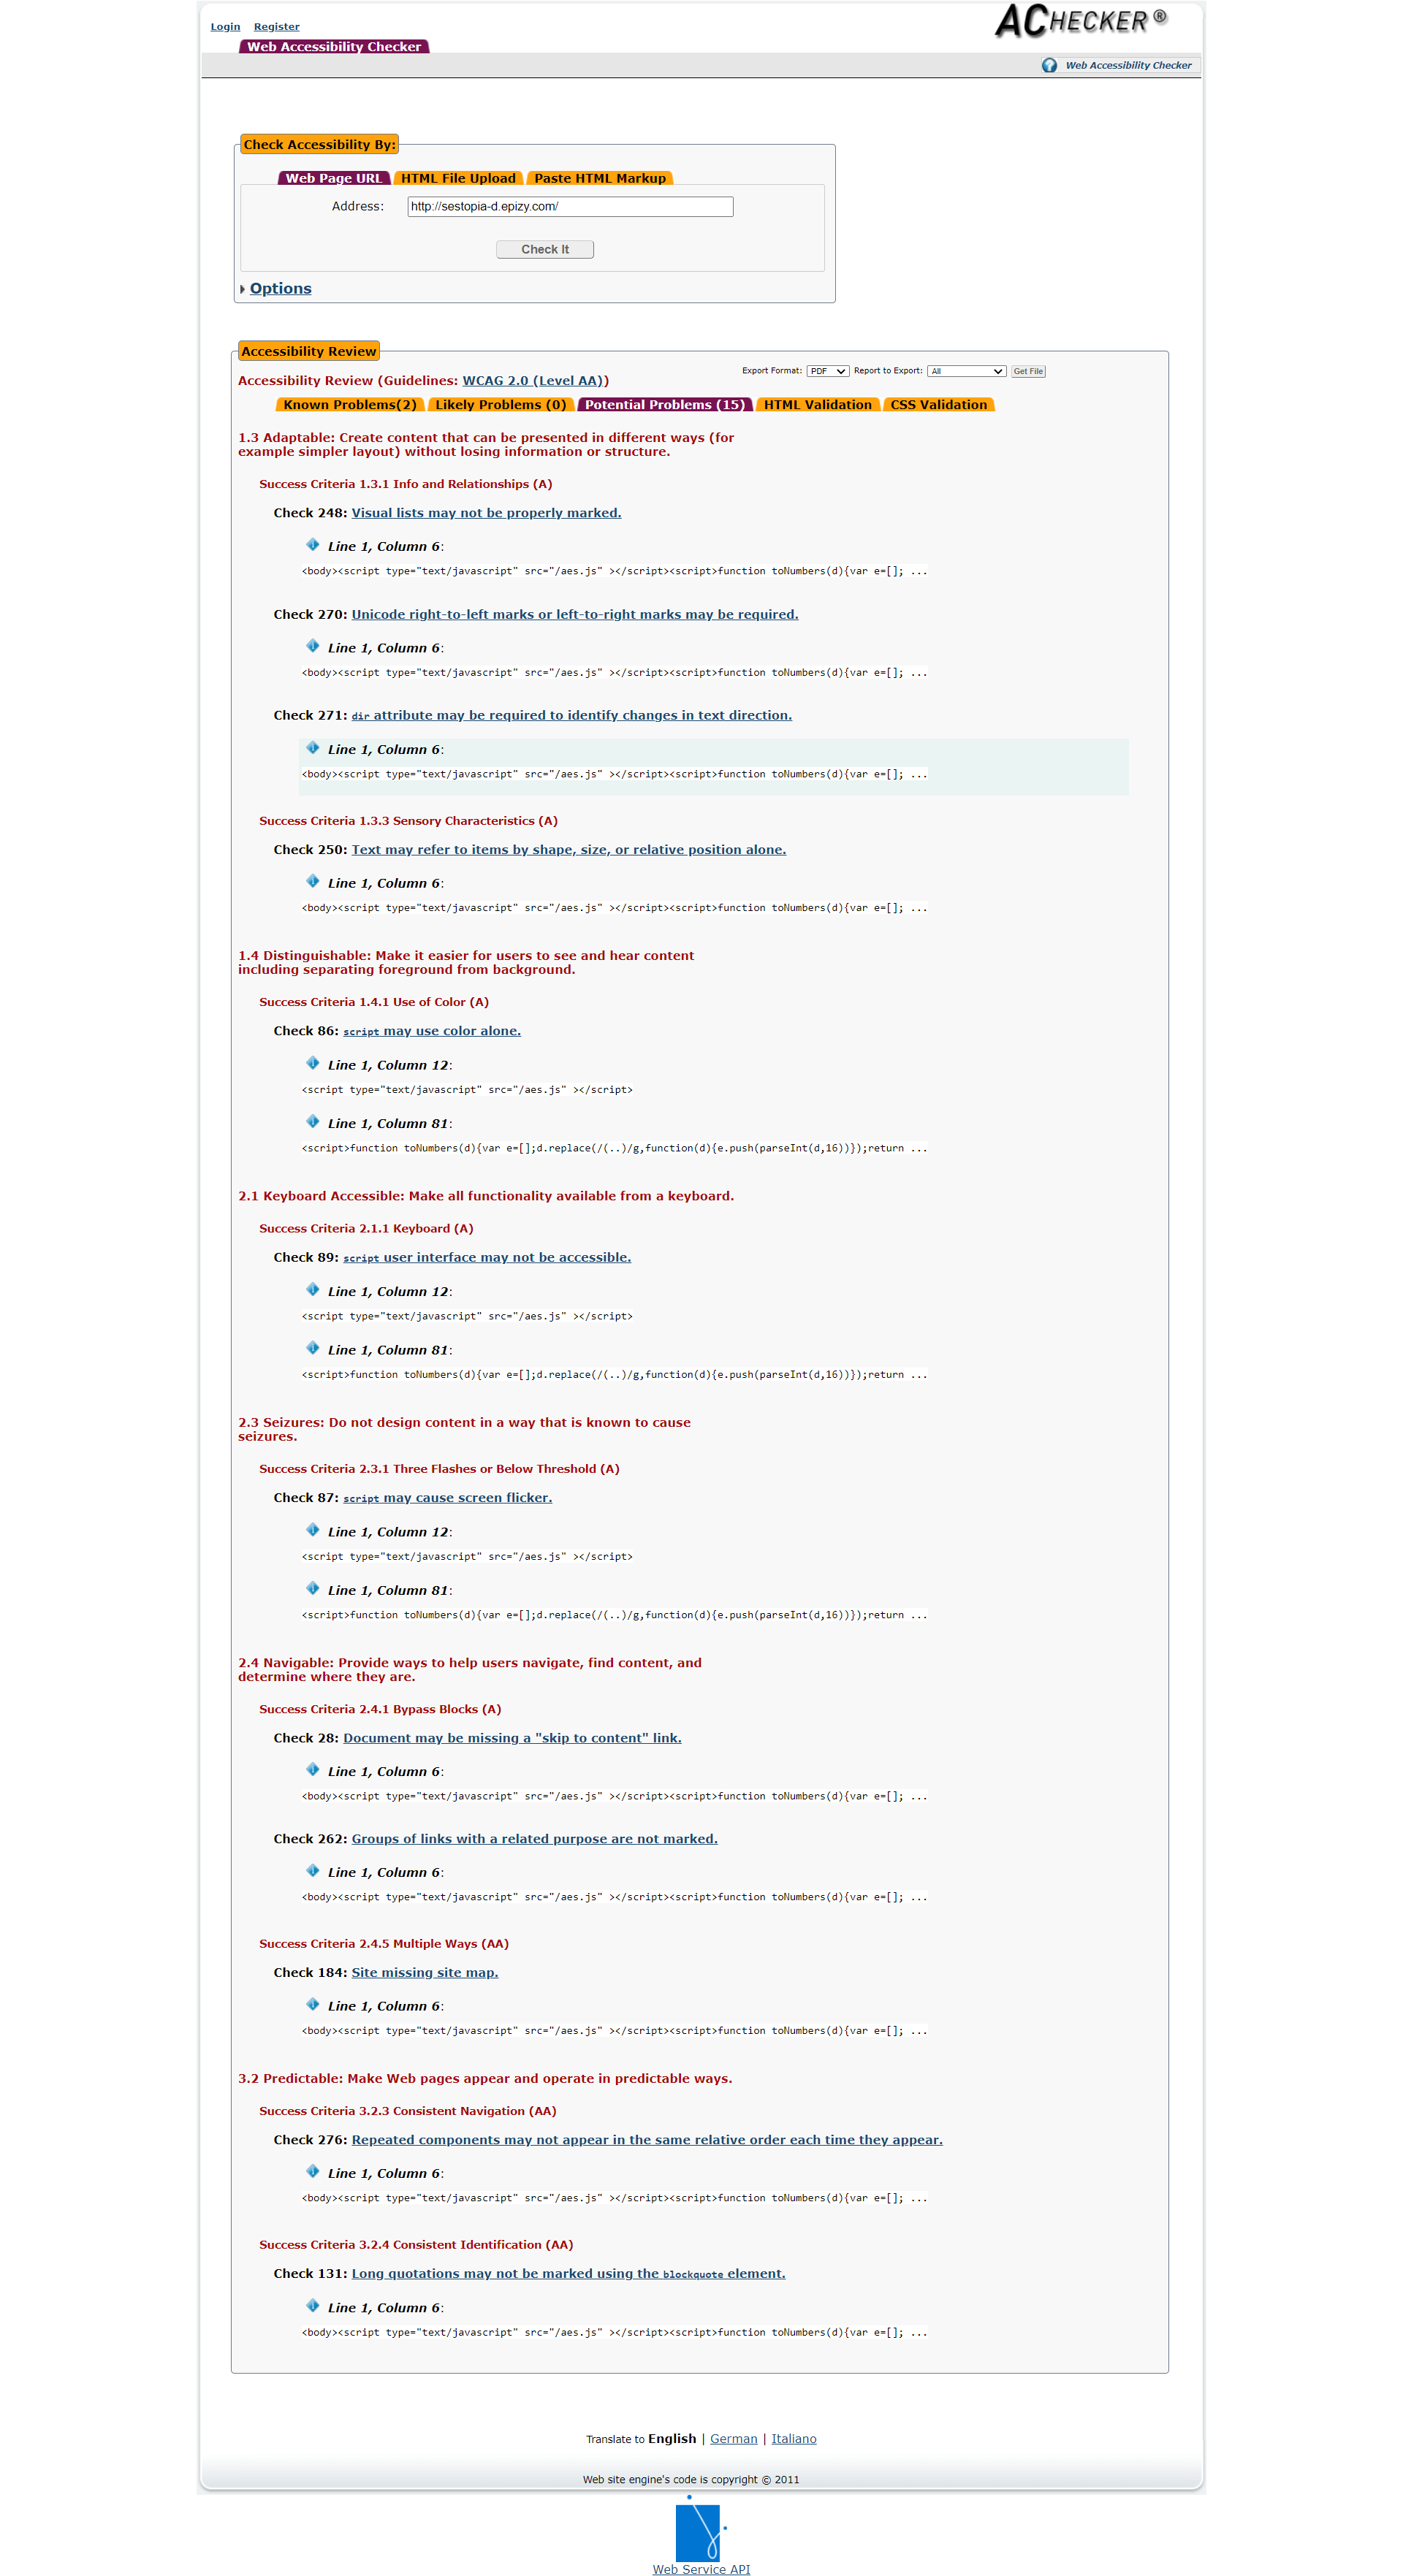 Login Register
ACHECKER ®
Web Accessibility Checker
Web Accessibility Checker
Check Accessibility By:
Web Page URL HTML File Upload Paste HTML Markup
Address: http://sestopia-d.epizy.com/
Check It
Options
Accessibility Review
Export Format: PDF Report to Export: All Get File
Accessibility Review (Guidelines: WCAG 2.0 (Level AA))
Known Problems(2) Likely Problems (0) Potential Problems (15) HTML Validation CSS Validation
1.3 Adaptable: Create content that can be presented in different ways (for
example simpler layout) without losing information or structure.
Success Criteria 1.3.1 Info and Relationships (A)
Check 248: Visual lists may not be properly marked.
Line 1, Column 6:
<body><script type="text/javascript" src="/aes.js" ></script><script>function toNumbers(d){var e=[]; ...
Check 270: Unicode right-to-left marks or left-to-right marks may be required.
Line 1, Column 6:
<body><script type="text/javascript" src="/aes.js" ></script><script>function toNumbers(d){var e=[]; ...
Check 271: dir attribute may be required to identify changes in text direction.
Line 1, Column 6:
<body><script type="text/javascript" src="/aes.js" ></script><script>function toNumbers(d){var e=[]; ...
Success Criteria 1.3.3 Sensory Characteristics (A)
Check 250: Text may refer to items by shape, size, or relative position alone.
Line 1, Column 6:
<body><script type="text/javascript" src="/aes.js" ></script><script>function toNumbers(d){var e=[]; ...
1.4 Distinguishable: Make it easier for users to see and hear content
including separating foreground from background.
Success Criteria 1.4.1 Use of Color (A)
Check 86: script may use color alone.
Line 1, Column 12:
<script type="text/javascript" src="/aes.js" ></script>
Line 1, Column 81:
<script>function toNumbers(d){var e=[];d.replace(/(..)/g,function(d){e.push(parseInt(d,16))});return ...
2.1 Keyboard Accessible: Make all functionality available from a keyboard.
Success Criteria 2.1.1 Keyboard (A)
Check 89: script user interface may not be accessible.
Line 1, Column 12:
<script type="text/javascript" src="/aes.js" ></script>
Line 1, Column 81:
<script>function toNumbers(d){var e=[];d.replace(/(..)/g,function(d){e.push(parseInt(d,16))});return ...
2.3 Seizures: Do not design content in a way that is known to cause
seizures.
Success Criteria 2.3.1 Three Flashes or Below Threshold (A)
Check 87: script may cause screen flicker.
Line 1, Column 12:
<script type="text/javascript" src="/aes.js" ></script>
Line 1, Column 81:
<script>function toNumbers(d){var e=[];d.replace(/(..)/g,function(d){e.push(parseInt(d,16))});return ...
2.4 Navigable: Provide ways to help users navigate, find content, and
determine where they are.
Success Criteria 2.4.1 Bypass Blocks (A)
Check 28: Document may be missing a "skip to content" link.
Line 1, Column 6:
<body><script type="text/javascript" src="/aes.js" ></script><script>function toNumbers(d){var e=[]; ...
Check 262: Groups of links with a related purpose are not marked.
Line 1, Column 6:
<body><script type="text/javascript" src="/aes.js" ></script><script>function toNumbers(d){var e=[]; ...
Success Criteria 2.4.5 Multiple Ways (AA)
Check 184: Site missing site map.
Line 1, Column 6:
<body><script type="text/javascript" src="/aes.js" ></script><script>function toNumbers(d){var e=[]; ...
3.2 Predictable: Make Web pages appear and operate in predictable ways.
Success Criteria 3.2.3 Consistent Navigation (AA)
Check 276: Repeated components may not appear in the same relative order each time they appear.
Line 1, Column 6:
<body><script type="text/javascript" src="/aes.js" ></script><script>function toNumbers(d){var e=[]; ...
Success Criteria 3.2.4 Consistent Identification (AA)
Check 131: Long quotations may not be marked using the blockquote element.
Line 1, Column 6:
<body><script type="text/javascript" src="/aes.js" ></script><script>function toNumbers(d){var e=[]; ...
Translate to English | German | Italiano
Web site engine's code is copyright © 2011
Web Service API